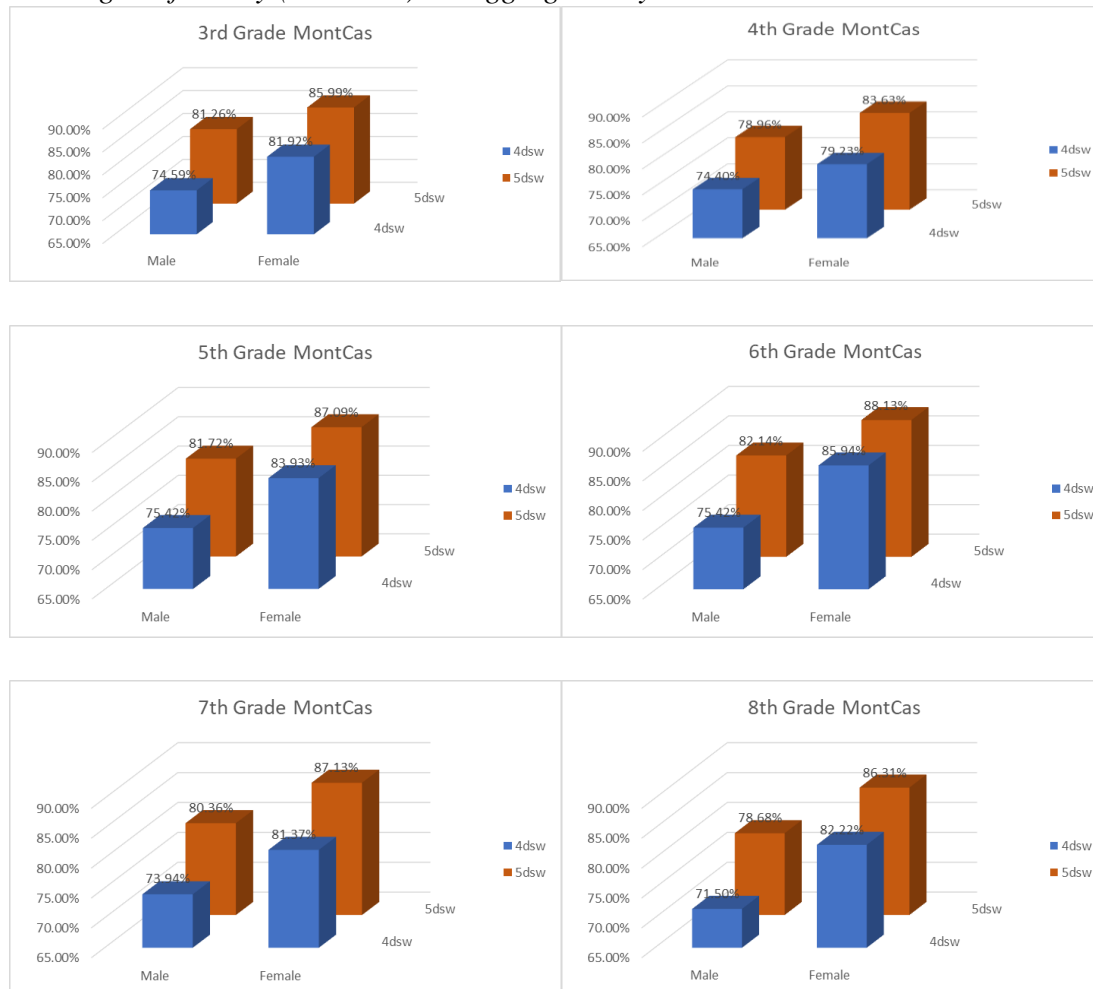 3rd Grade MontCas
90.00%
85.00%
80.00%
75.00%
70.00%
65.00%
74.59%
81.26%
81.92%
85.99%
Male
Female
4dsw
5dsw
4dsw
5dsw
4th Grade MontCas
90.00%
85.00%
80.00%
75.00%
70.00%
65.00%
74.40%
78.96%
79.23%
83.63%
Male
Female
4dsw
5dsw
4dsw
5dsw
5th Grade MontCas
90.00%
85.00%
80.00%
75.00%
70.00%
65.00%
75.42%
81.72%
83.93%
87.09%
Male
Female
4dsw
5dsw
4dsw
5dsw
6th Grade MontCas
90.00%
85.00%
80.00%
75.00%
70.00%
65.00%
75.42%
82.14%
85.94%
88.13%
Male
Female
4dsw
5dsw
4dsw
5dsw
7th Grade MontCas
90.00%
85.00%
80.00%
75.00%
70.00%
65.00%
73.94%
80.36%
81.37%
87.13%
Male
Female
4dsw
5dsw
4dsw
5dsw
8th Grade MontCas
90.00%
85.00%
80.00%
75.00%
70.00%
65.00%
71.50%
78.68%
82.22%
86.31%
Male
Female
4dsw
5dsw
4dsw
5dsw